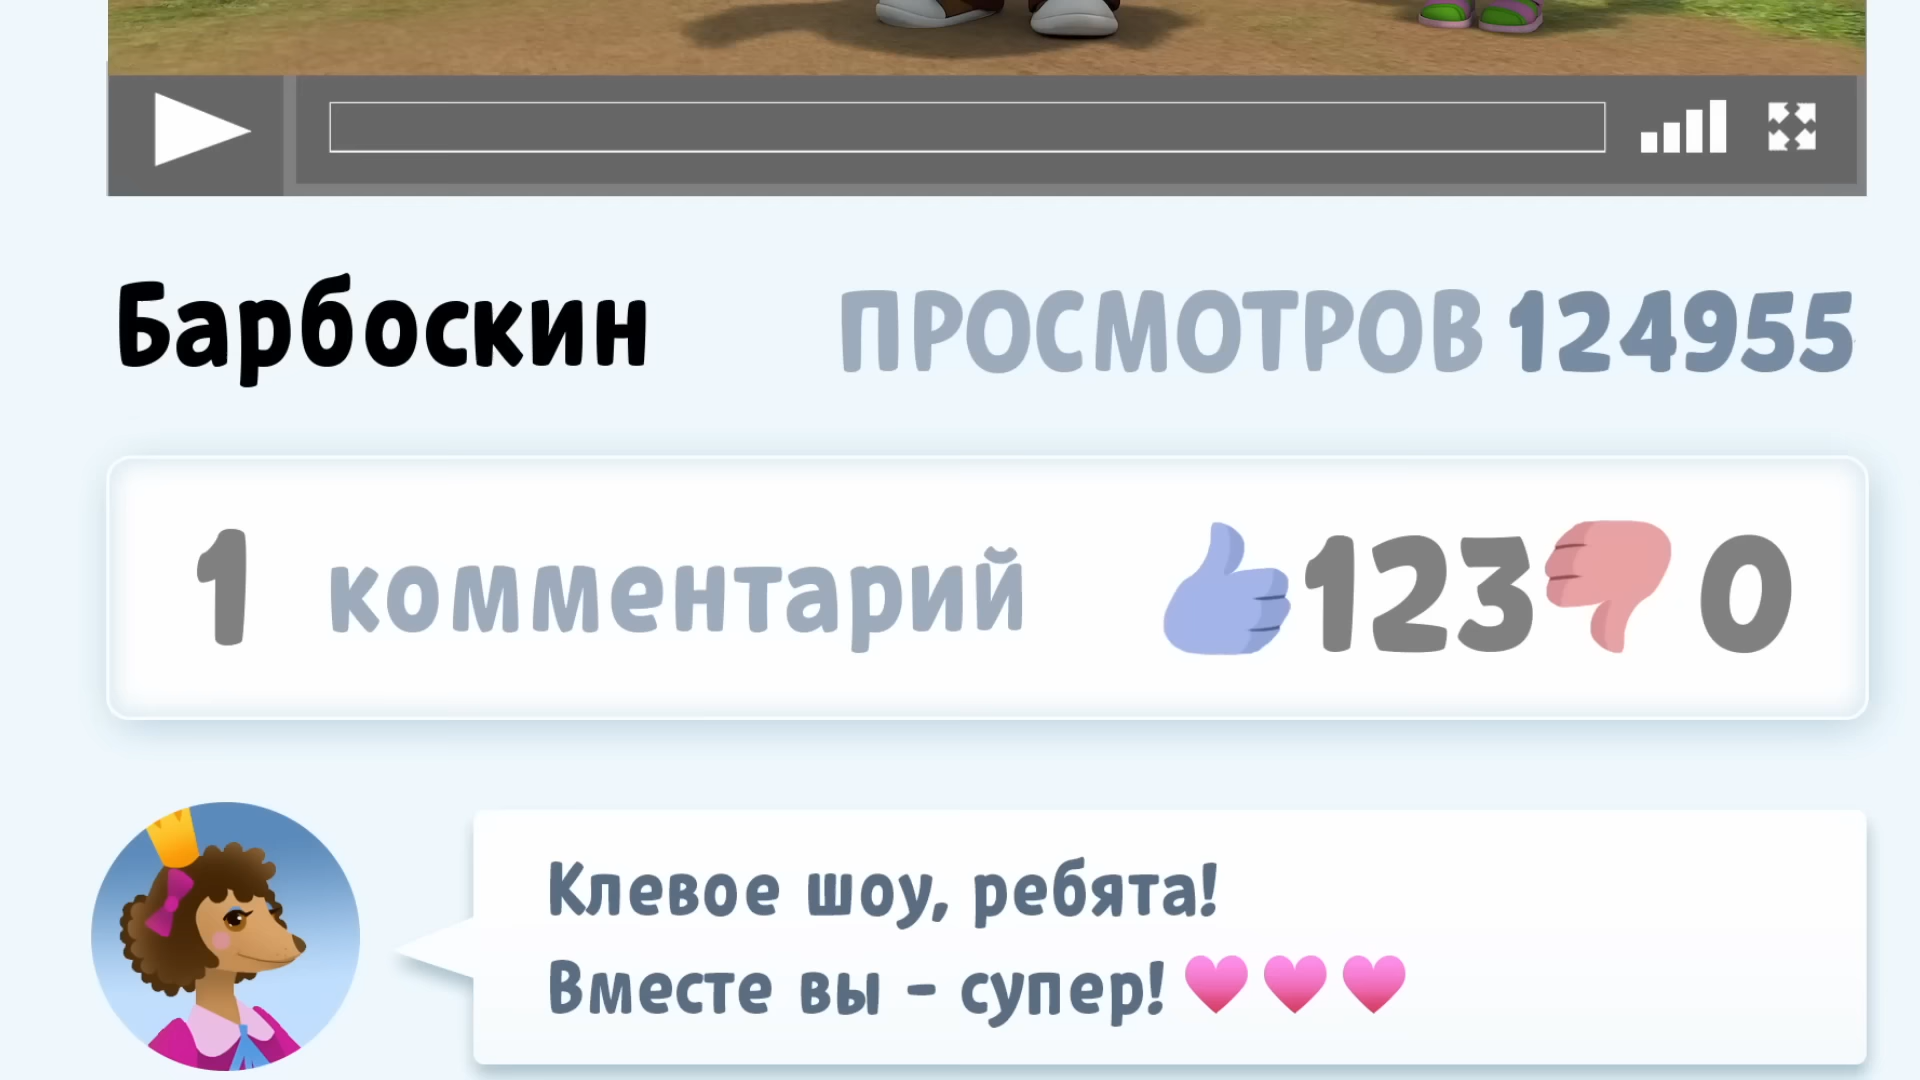 Барбоскин ПРОСМОТРОВ 124955
1 комментарий 123 0
Клевое шоу, ребята!
Вместе вы - супер!